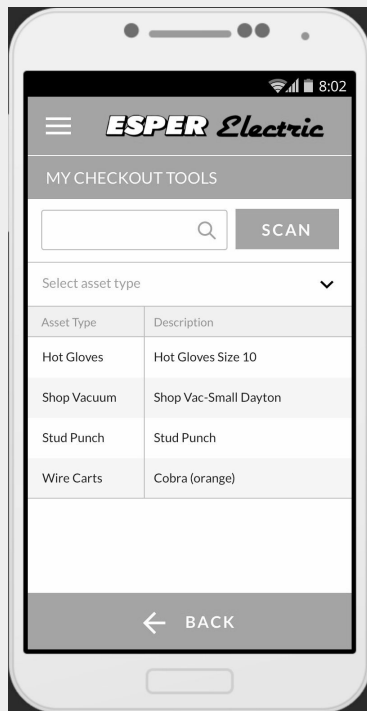 8:02
ESPER Electric
MY CHECKOUT TOOLS
SCAN
Select asset type
Asset Type Description
Hot Gloves Hot Gloves Size 10
Shop Vacuum Shop Vac-Small Dayton
Stud Punch Stud Punch
Wire Carts Cobra (orange)
BACK